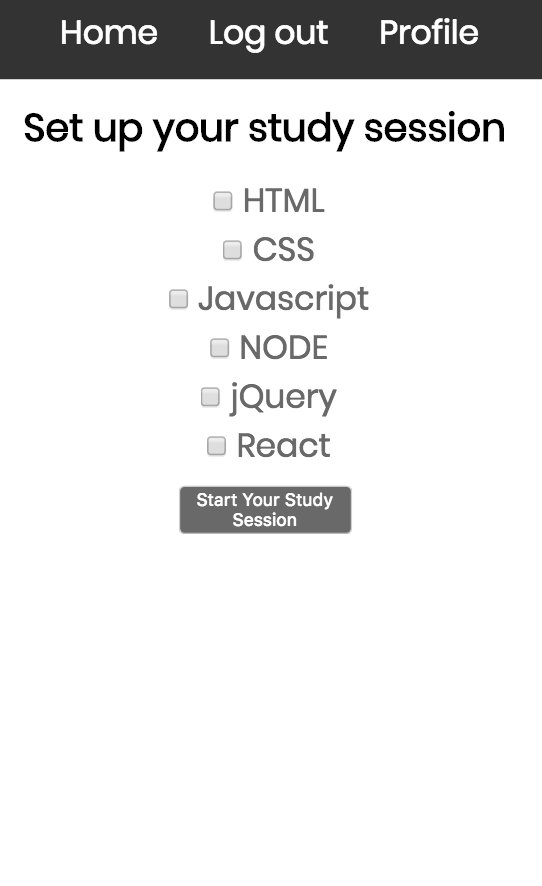 Home Log out Profile
Set up your study session
HTML
CSS
Javascript
NODE
jQuery
React
Start Your Study
Session